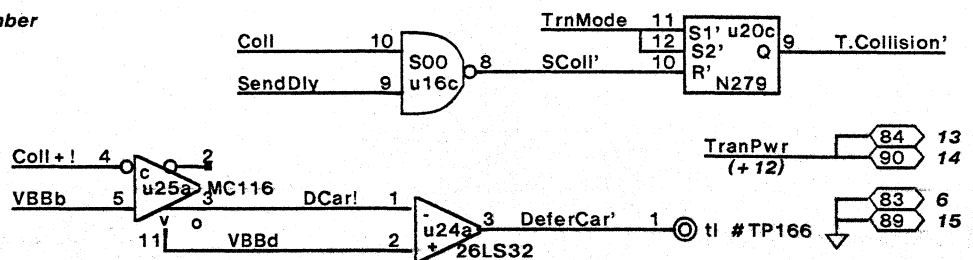 nber
TrnMode 11 S1' u20c
12 S2' Q 9 T.Collision'
Coll 10
S00 8 SColl' 10 R'
SendDly 9 u16c N279
84 13
TranPwr 90 14
(+12)
Coll+! 4 2
c
u25a MC116
VBBb 5 3 DCar! 1
83 6
89 15
- u24a 3 DeferCar' 1 tl #TP166
v o
11 VBBd 2 + 26LS32